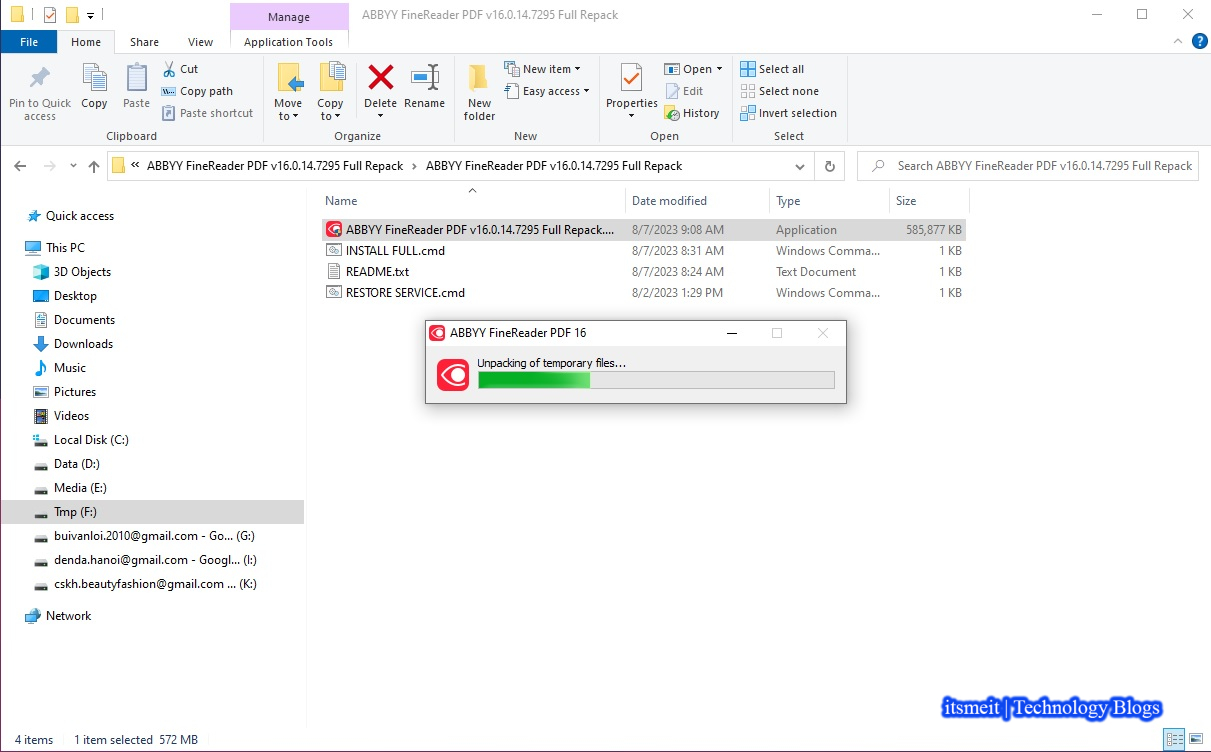 Manage
ABBYY FineReader PDF v16.0.14.7295 Full Repack
File
Home
Share
View
Application Tools
Pin to Quick access
Copy
Paste
Cut
Copy path
Paste shortcut
Clipboard
Move to
Copy to
Delete
Rename
Organize
New folder
New item
Easy access
New
Properties
Open
Edit
History
Open
Select all
Select none
Invert selection
Select
« ABBYY FineReader PDF v16.0.14.7295 Full Repack › ABBYY FineReader PDF v16.0.14.7295 Full Repack
Search ABBYY FineReader PDF v16.0.14.7295 Full Repack
Name Date modified Type Size
ABBYY FineReader PDF v16.0.14.7295 Full Repack.... 8/7/2023 9:08 AM Application 585,877 KB
INSTALL FULL.cmd 8/7/2023 8:31 AM Windows Comma... 1 KB
README.txt 8/7/2023 8:24 AM Text Document 1 KB
RESTORE SERVICE.cmd 8/2/2023 1:29 PM Windows Comma... 1 KB
Quick access
This PC
3D Objects
Desktop
Documents
Downloads
Music
Pictures
Videos
Local Disk (C:)
Data (D:)
Media (E:)
Tmp (F:)
buivanloi.2010@gmail.com - Go... (G:)
denda.hanoi@gmail.com - Googl... (I:)
cskh.beautyfashion@gmail.com ... (K:)
Network
ABBYY FineReader PDF 16
Unpacking of temporary files...
itsmeit | Technology Blogs
4 items 1 item selected 572 MB